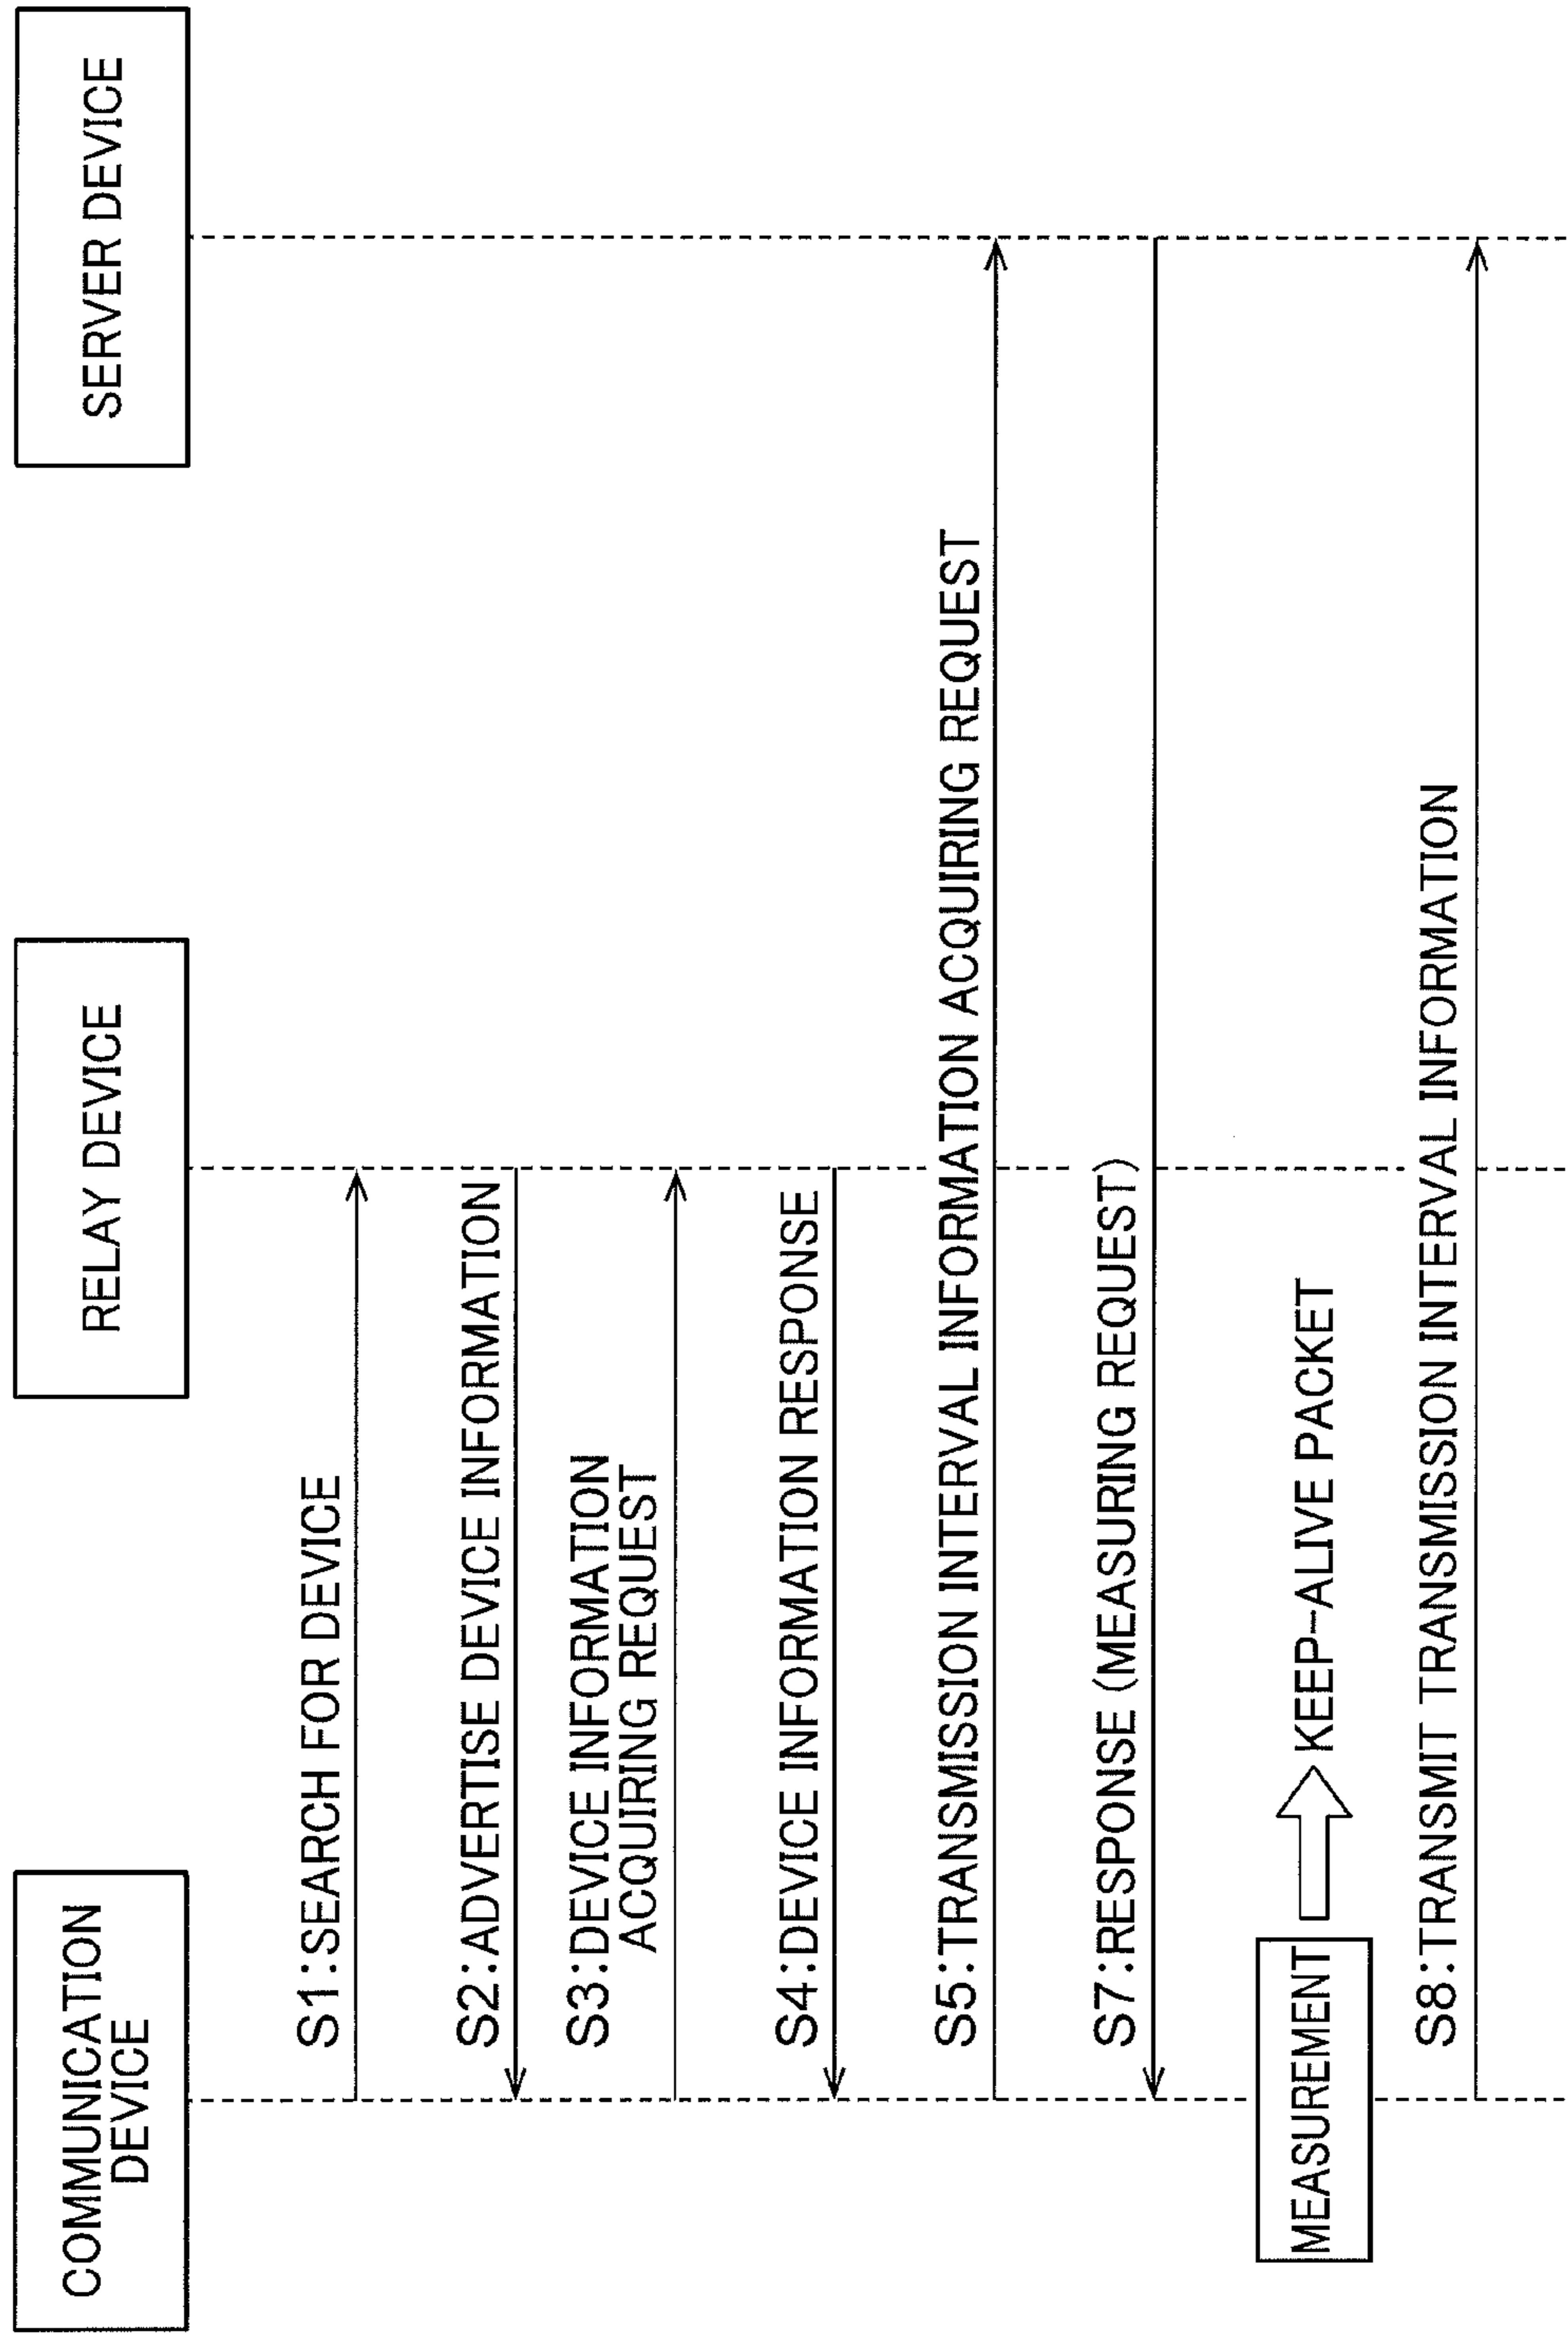 COMMUNICATION
DEVICE
RELAY DEVICE
SERVER DEVICE
S1:SEARCH FOR DEVICE
S2:ADVERTISE DEVICE INFORMATION
S3:DEVICE INFORMATION
ACQUIRING REQUEST
S4:DEVICE INFORMATION RESPONSE
S5:TRANSMISSION INTERVAL INFORMATION ACQUIRING REQUEST
S7:RESPONSE (MEASURING REQUEST)
MEASUREMENT
KEEP-ALIVE PACKET
S8:TRANSMIT TRANSMISSION INTERVAL INFORMATION